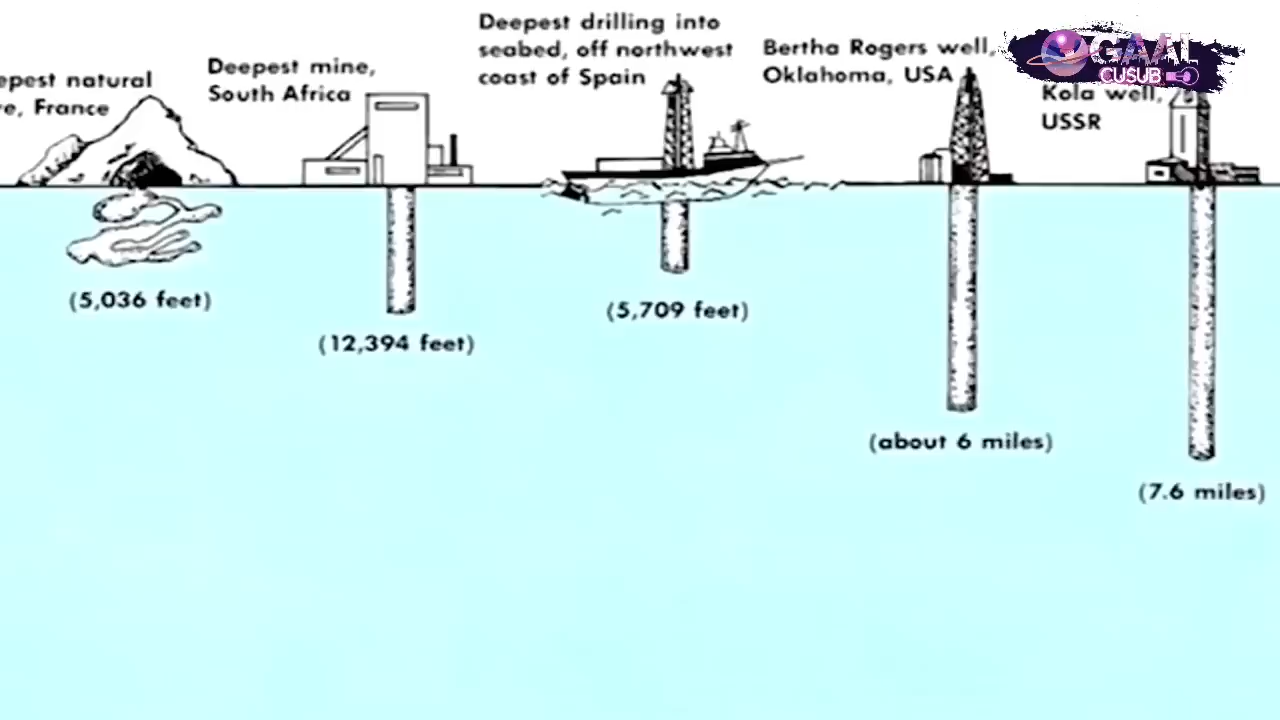 epest natural
e, France
Deepest mine,
South Africa
Deepest drilling into
seabed, off northwest
coast of Spain
Bertha Rogers well,
Oklahoma, USA
OGAAL
CUSUB
Kola well,
USSR
(5,036 feet)
(12,394 feet)
(5,709 feet)
(about 6 miles)
(7.6 miles)